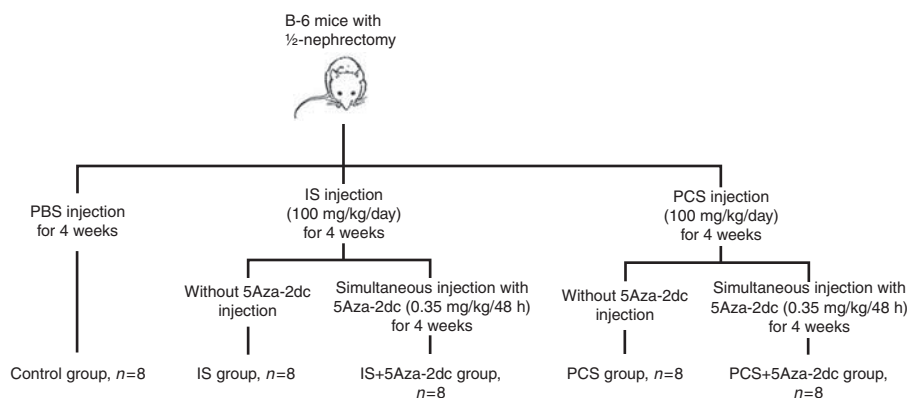 B-6 mice with
½-nephrectomy
PBS injection
for 4 weeks
IS injection
(100 mg/kg/day)
for 4 weeks
PCS injection
(100 mg/kg/day)
for 4 weeks
Without 5Aza-2dc
injection
Simultaneous injection with
5Aza-2dc (0.35 mg/kg/48 h)
for 4 weeks
Without 5Aza-2dc
injection
Simultaneous injection with
5Aza-2dc (0.35 mg/kg/48 h)
for 4 weeks
Control group, n=8
IS group, n=8
IS+5Aza-2dc group,
n=8
PCS group, n=8
PCS+5Aza-2dc group,
n=8